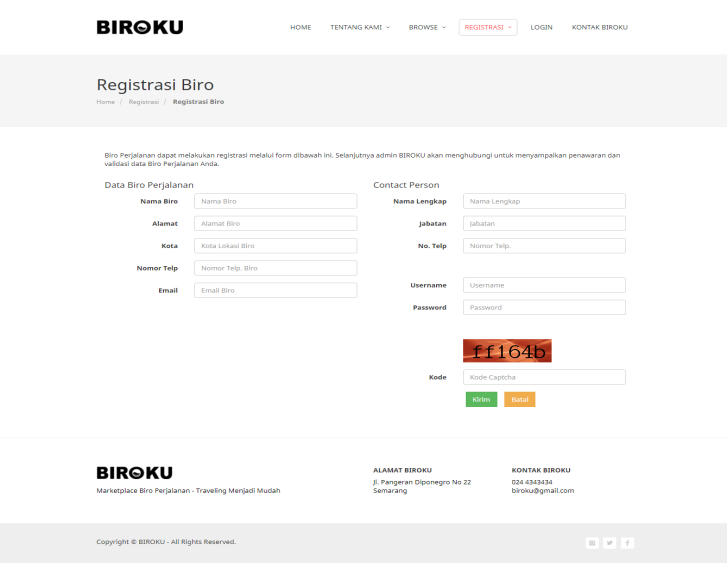 BIROKU
HOME TENTANG KAMI BROWSE REGISTRASI LOGIN KONTAK BIROKU
Registrasi Biro
Home / Registrasi / Registrasi Biro
Biro Perjalanan dapat melakukan registrasi melalui form dibawah ini. Selanjutnya admin BIROKU akan menghubungi untuk menyampalkan penawaran dan
validasi data Biro Perjalanan Anda.
Data Biro Perjalanan
Nama Biro Nama Biro
Alamat Alamat Biro
Kota Kota Lokasi Biro
Nomor Telp Nomor Telp. Biro
Email Email Biro
Contact Person
Nama Lengkap Nama Lengkap
Jabatan Jabatan
No. Telp Nomor Telp.
Username Username
Password Password
ff164b
Kode Kode Captcha
Kirim Batal
BIROKU
Marketplace Biro Perjalanan - Traveling Menjadi Mudah
ALAMAT BIROKU
Jl. Pangeran Diponegro No 22
Semarang
KONTAK BIROKU
024 4343434
biroku@gmail.com
Copyright © BIROKU - All Rights Reserved.